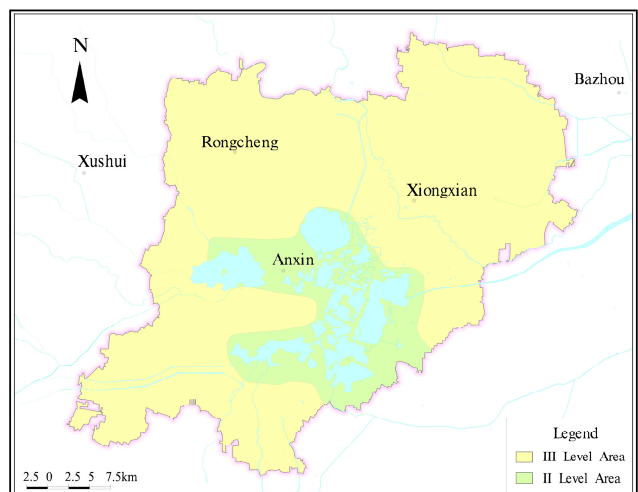 N
Bazhou
Rongcheng
Xushui
Xiongxian
Anxin
Legend
III Level Area
II Level Area
2.5 0 2.5 5 7.5km